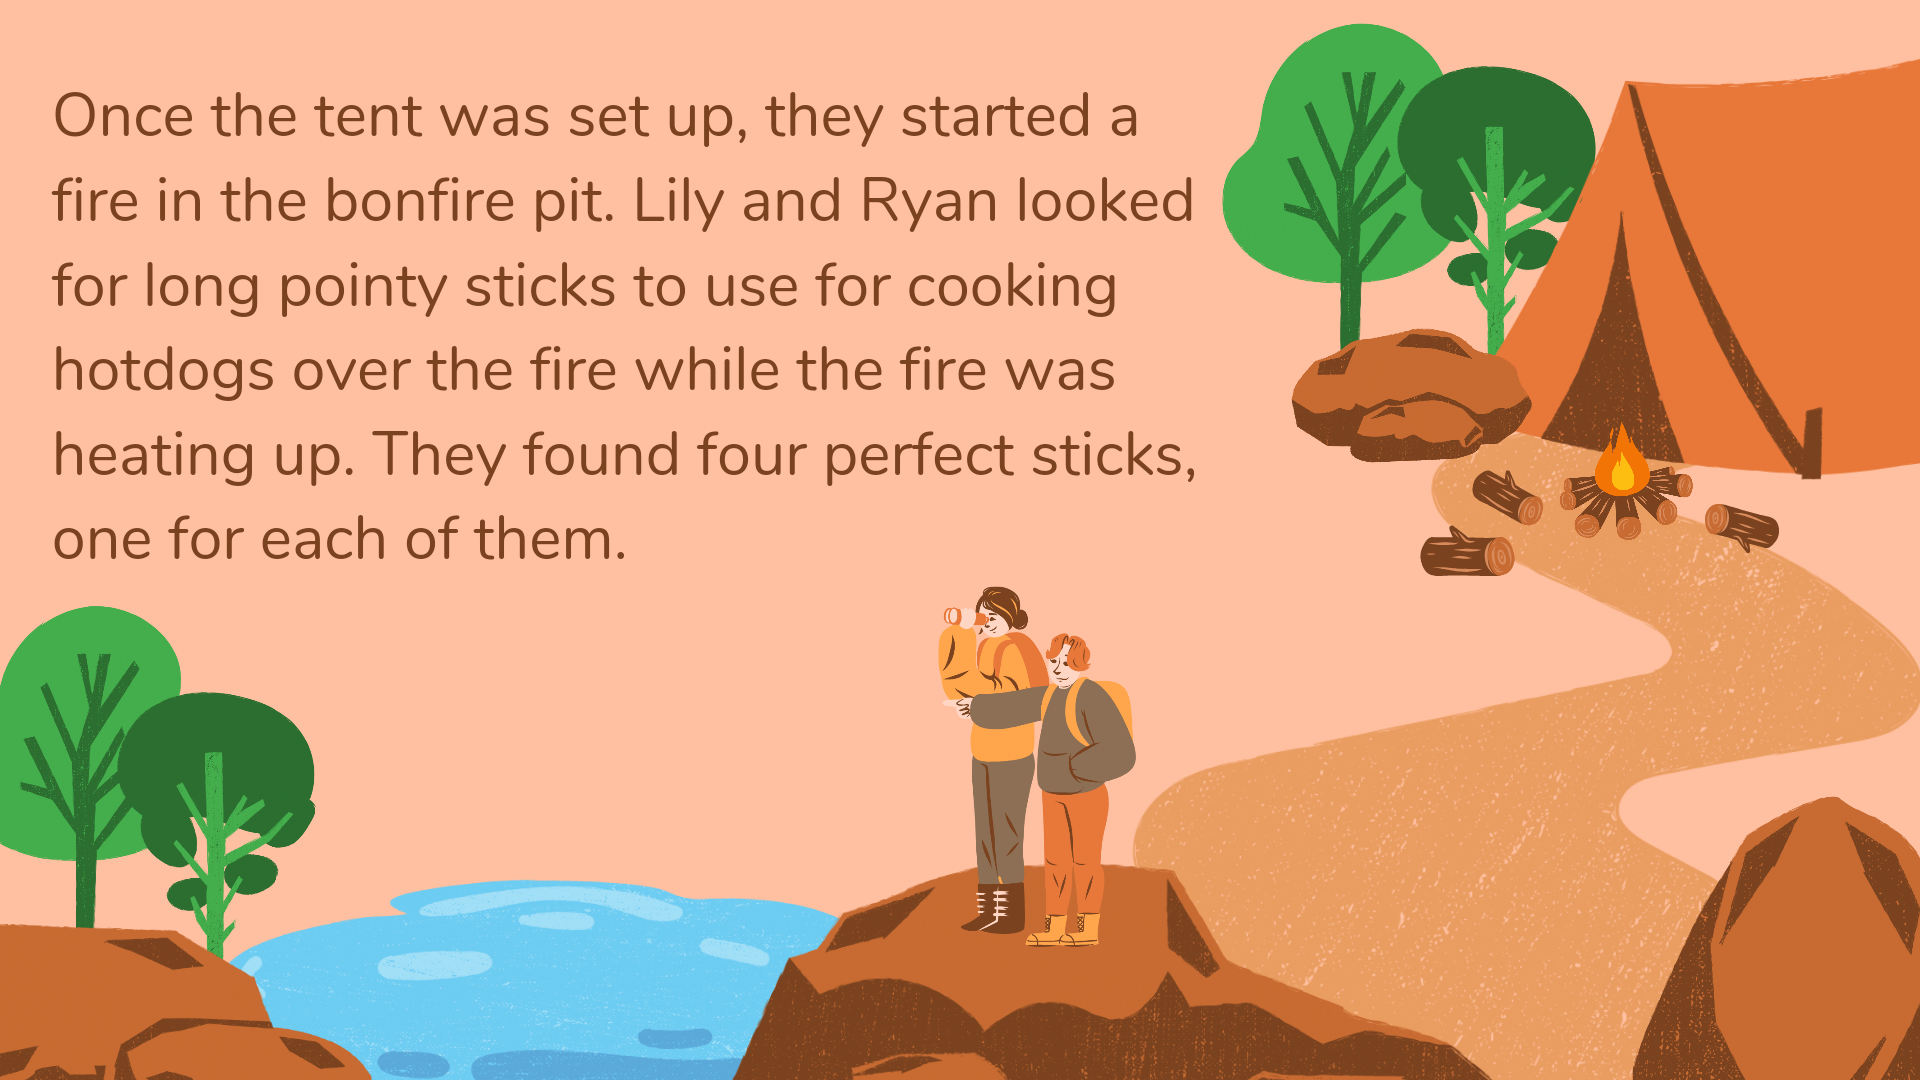 Once the tent was set up, they started a
fire in the bonfire pit. Lily and Ryan looked
for long pointy sticks to use for cooking
hotdogs over the fire while the fire was
heating up. They found four perfect sticks,
one for each of them.